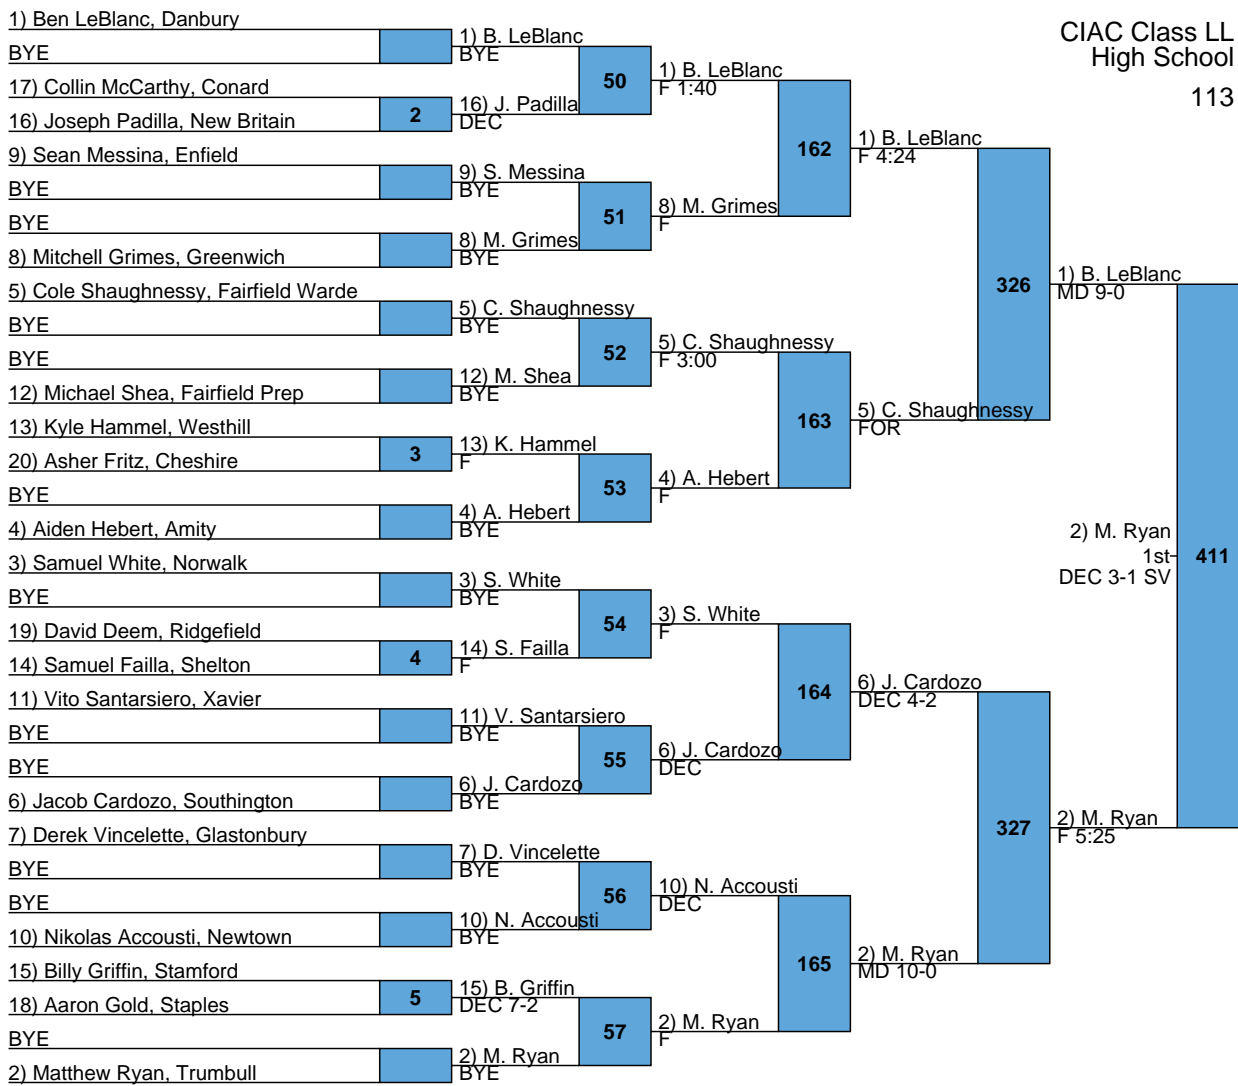 CIAC Class LL
High School
113
1) Ben LeBlanc, Danbury
BYE
17) Collin McCarthy, Conard
2
16) Joseph Padilla, New Britain
9) Sean Messina, Enfield
BYE
BYE
8) Mitchell Grimes, Greenwich
5) Cole Shaughnessy, Fairfield Warde
BYE
BYE
12) Michael Shea, Fairfield Prep
13) Kyle Hammel, Westhill
3
20) Asher Fritz, Cheshire
BYE
4) Aiden Hebert, Amity
3) Samuel White, Norwalk
BYE
19) David Deem, Ridgefield
4
14) Samuel Failla, Shelton
11) Vito Santarsiero, Xavier
BYE
BYE
6) Jacob Cardozo, Southington
7) Derek Vincelette, Glastonbury
BYE
BYE
10) Nikolas Accousti, Newtown
15) Billy Griffin, Stamford
5
18) Aaron Gold, Staples
BYE
2) Matthew Ryan, Trumbull
1) B. LeBlanc
BYE
50
16) J. Padilla
DEC
9) S. Messina
BYE
51
8) M. Grimes
BYE
5) C. Shaughnessy
BYE
52
12) M. Shea
BYE
13) K. Hammel
F
53
4) A. Hebert
BYE
3) S. White
BYE
54
14) S. Failla
F
11) V. Santarsiero
BYE
55
6) J. Cardozo
BYE
7) D. Vincelette
BYE
56
10) N. Accousti
BYE
15) B. Griffin
DEC 7-2
57
2) M. Ryan
BYE
1) B. LeBlanc
F 1:40
162
8) M. Grimes
F
5) C. Shaughnessy
F 3:00
163
4) A. Hebert
F
3) S. White
F
164
6) J. Cardozo
DEC
10) N. Accousti
DEC
165
2) M. Ryan
F
1) B. LeBlanc
F 4:24
326
5) C. Shaughnessy
FOR
6) J. Cardozo
DEC 4-2
327
2) M. Ryan
MD 10-0
1) B. LeBlanc
MD 9-0
411
2) M. Ryan
F 5:25
2) M. Ryan
1st
DEC 3-1 SV